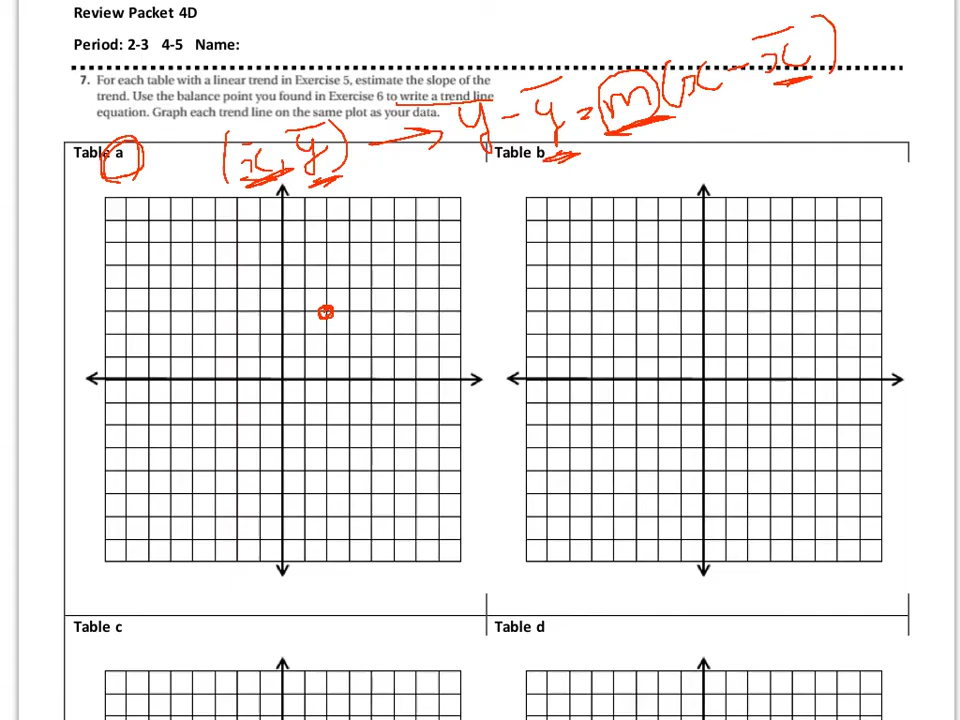 Review Packet 4D
Period: 2-3   4-5   Name:
7. For each table with a linear trend in Exercise 5, estimate the slope of the
trend. Use the balance point you found in Exercise 6 to write a trend line
equation. Graph each trend line on the same plot as your data.
y - ȳ = m(x - x̄)
Table a
(x̄, ȳ) →
Table b
Table c
Table d